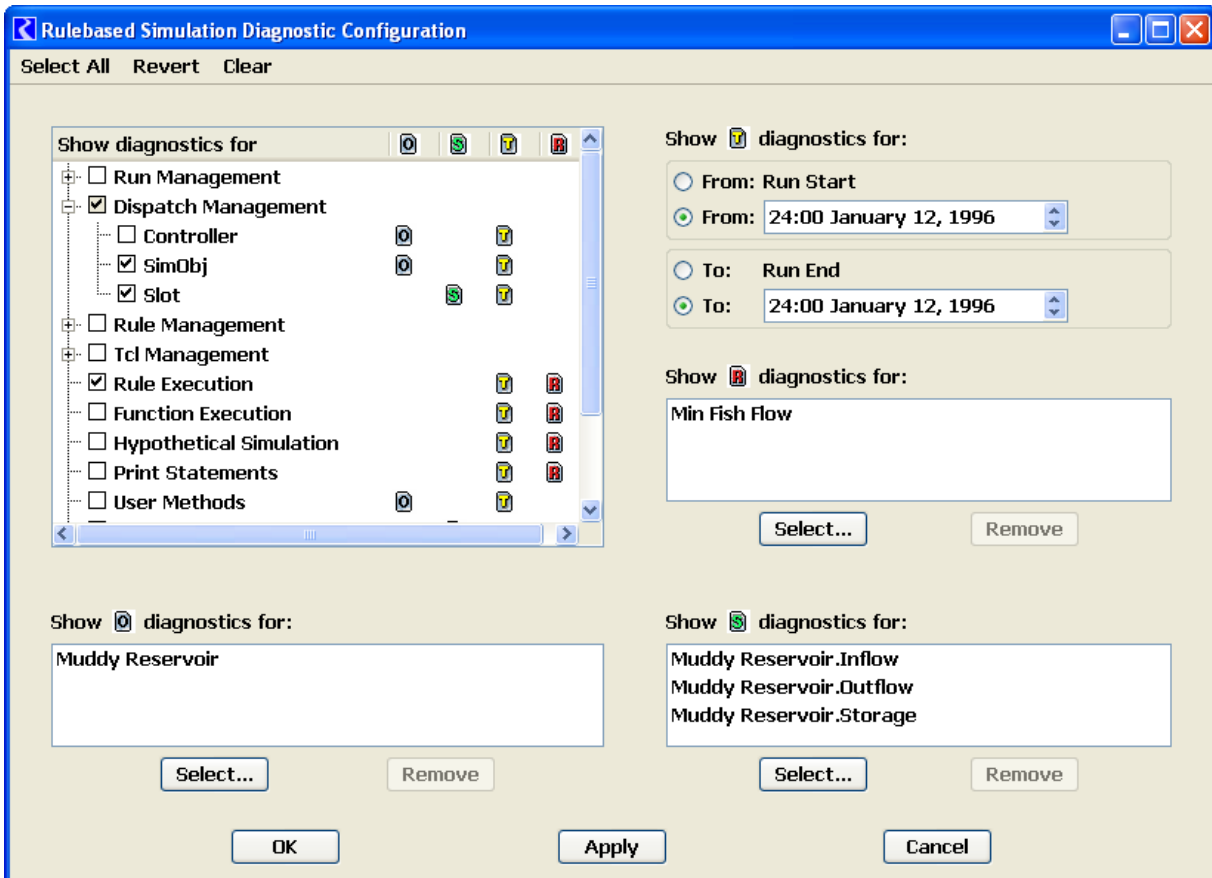 Rulebased Simulation Diagnostic Configuration
Select All Revert Clear
Show diagnostics for O S T R
Run Management
Dispatch Management
Controller O T
SimObj O T
Slot S T
Rule Management
Tcl Management
Rule Execution T R
Function Execution T R
Hypothetical Simulation T R
Print Statements T R
User Methods O T
Show T diagnostics for:
From: Run Start
From: 24:00 January 12, 1996
To: Run End
To: 24:00 January 12, 1996
Show R diagnostics for:
Min Fish Flow
Select... Remove
Show O diagnostics for:
Muddy Reservoir
Select... Remove
Show S diagnostics for:
Muddy Reservoir.Inflow
Muddy Reservoir.Outflow
Muddy Reservoir.Storage
Select... Remove
OK Apply Cancel